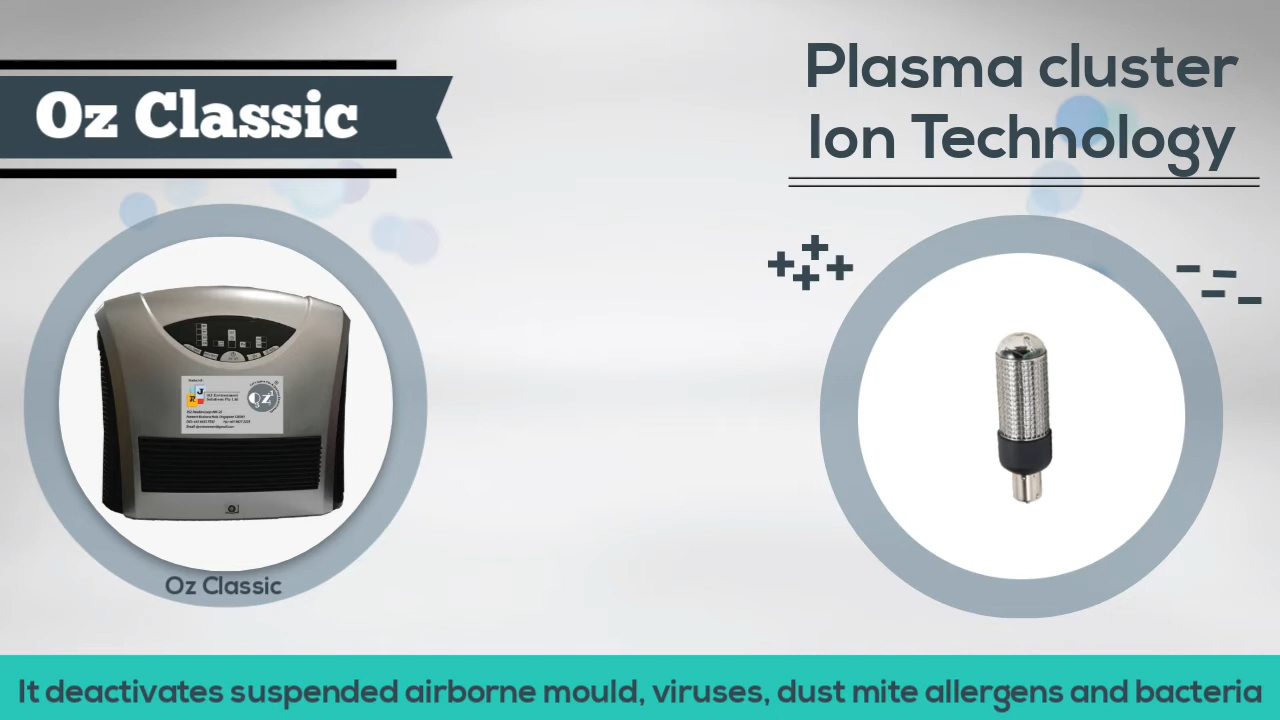 Oz Classic
Plasma cluster
Ion Technology
Oz Classic
It deactivates suspended airborne mould, viruses, dust mite allergens and bacteria